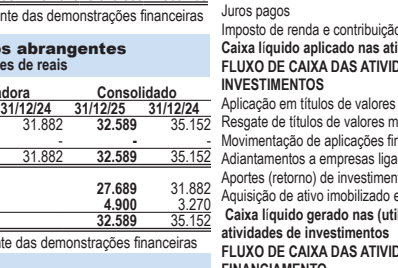 nte das demonstrações financeiras
os abrangentes
es de reais
dora Consolidado
31/12/24 31/12/25 31/12/24
31.882 32.589 35.152
- - -
31.882 32.589 35.152
27.689 31.882
4.900 3.270
32.589 35.152
te das demonstrações financeiras
Juros pagos
Imposto de renda e contribuição
Caixa líquido aplicado nas ati
FLUXO DE CAIXA DAS ATIVID
INVESTIMENTOS
Aplicação em títulos de valores
Resgate de títulos de valores m
Movimentação de aplicações fin
Adiantamentos a empresas liga
Aportes (retorno) de investimen
Aquisição de ativo imobilizado e
Caixa líquido gerado nas (util
atividades de investimentos
FLUXO DE CAIXA DAS ATIVID
FINANCIAMENTO